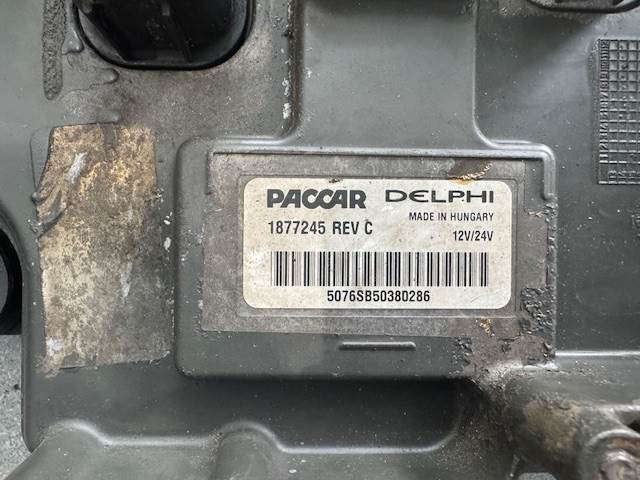 PACCAR DELPHI
MADE IN HUNGARY
1877245 REV C
12V/24V
5076SB50380286